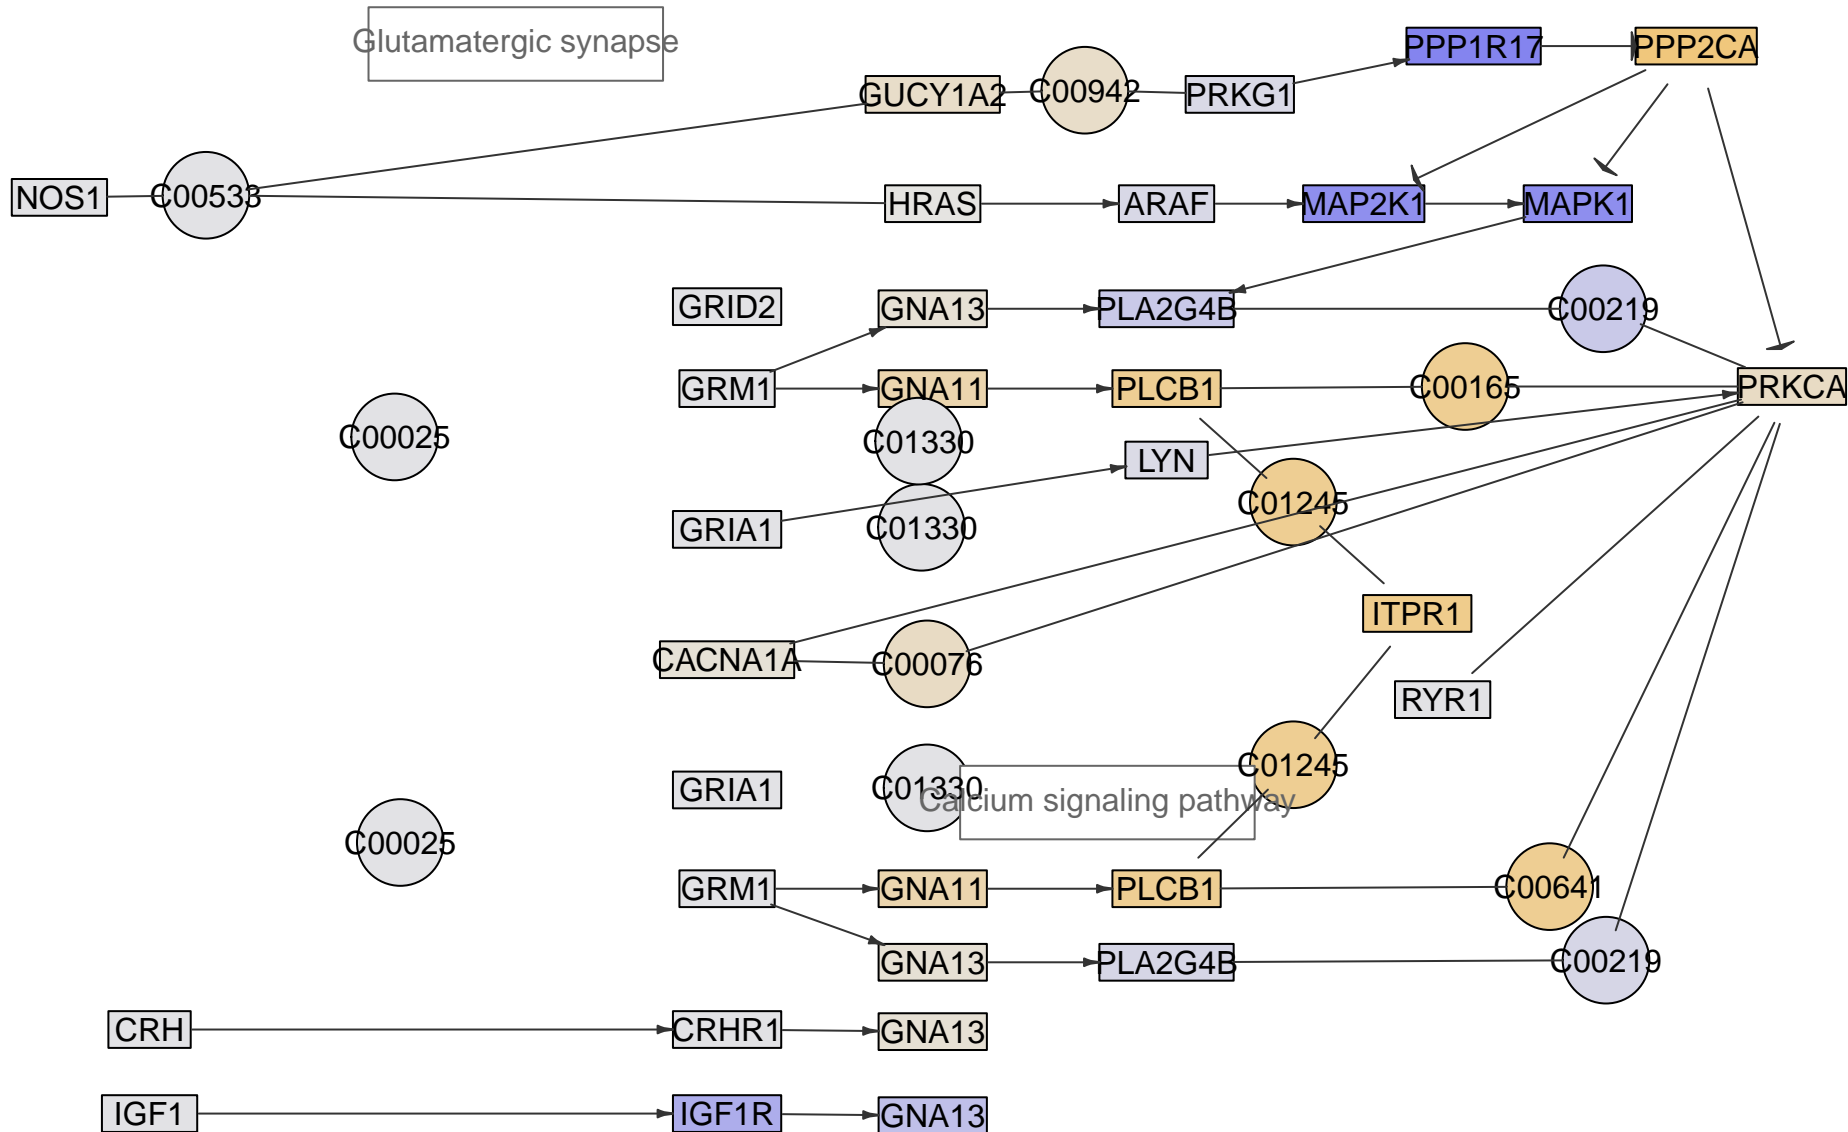 Glutamatergic synapse
PPP1R17
PPP2CA
GUCY1A2
C00942
PRKG1
NOS1
C00533
HRAS
ARAF
MAP2K1
MAPK1
GRID2
GNA13
PLA2G4B
C00219
GRM1
GNA11
PLCB1
C00165
PRKCA
C00025
C01330
LYN
GRIA1
C01330
C01245
ITPR1
CACNA1A
C00076
RYR1
GRIA1
C01330
Calcium signaling pathway
C01245
C00025
GRM1
GNA11
PLCB1
C00641
GNA13
PLA2G4B
C00219
CRH
CRHR1
GNA13
IGF1
IGF1R
GNA13